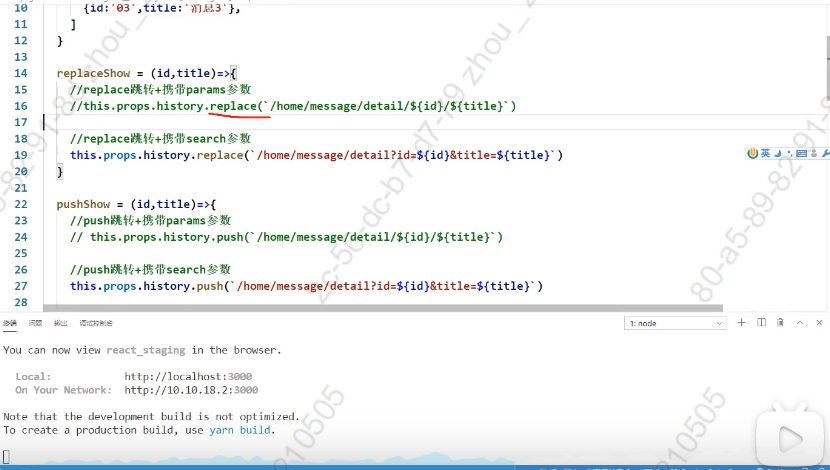 10 {id:'03',title:'消息3'},
11 ]
12 }
13
14 replaceShow = (id,title)=>{
15 //replace跳转+携带params参数
16 //this.props.history.replace(`/home/message/detail/${id}/${title}`)
17
18 //replace跳转+携带search参数
19 this.props.history.replace(`/home/message/detail?id=${id}&title=${title}`)
20 }
21
22 pushShow = (id,title)=>{
23 //push跳转+携带params参数
24 // this.props.history.push(`/home/message/detail/${id}/${title}`)
25
26 //push跳转+携带search参数
27 this.props.history.push(`/home/message/detail?id=${id}&title=${title}`)
28
英
终端 问题 输出 调试控制台 1: node
You can now view react_staging in the browser.
Local: http://localhost:3000
On Your Network: http://10.10.18.2:3000
Note that the development build is not optimized.
To create a production build, use yarn build.
2c-56-dc-b7-d7-f9 zhou_
80-a5-89-82-91
210505
210505